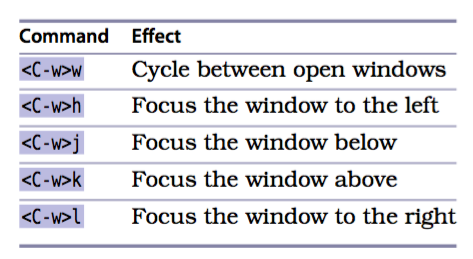 Command Effect
<C-w>w Cycle between open windows
<C-w>h Focus the window to the left
<C-w>j Focus the window below
<C-w>k Focus the window above
<C-w>l Focus the window to the right